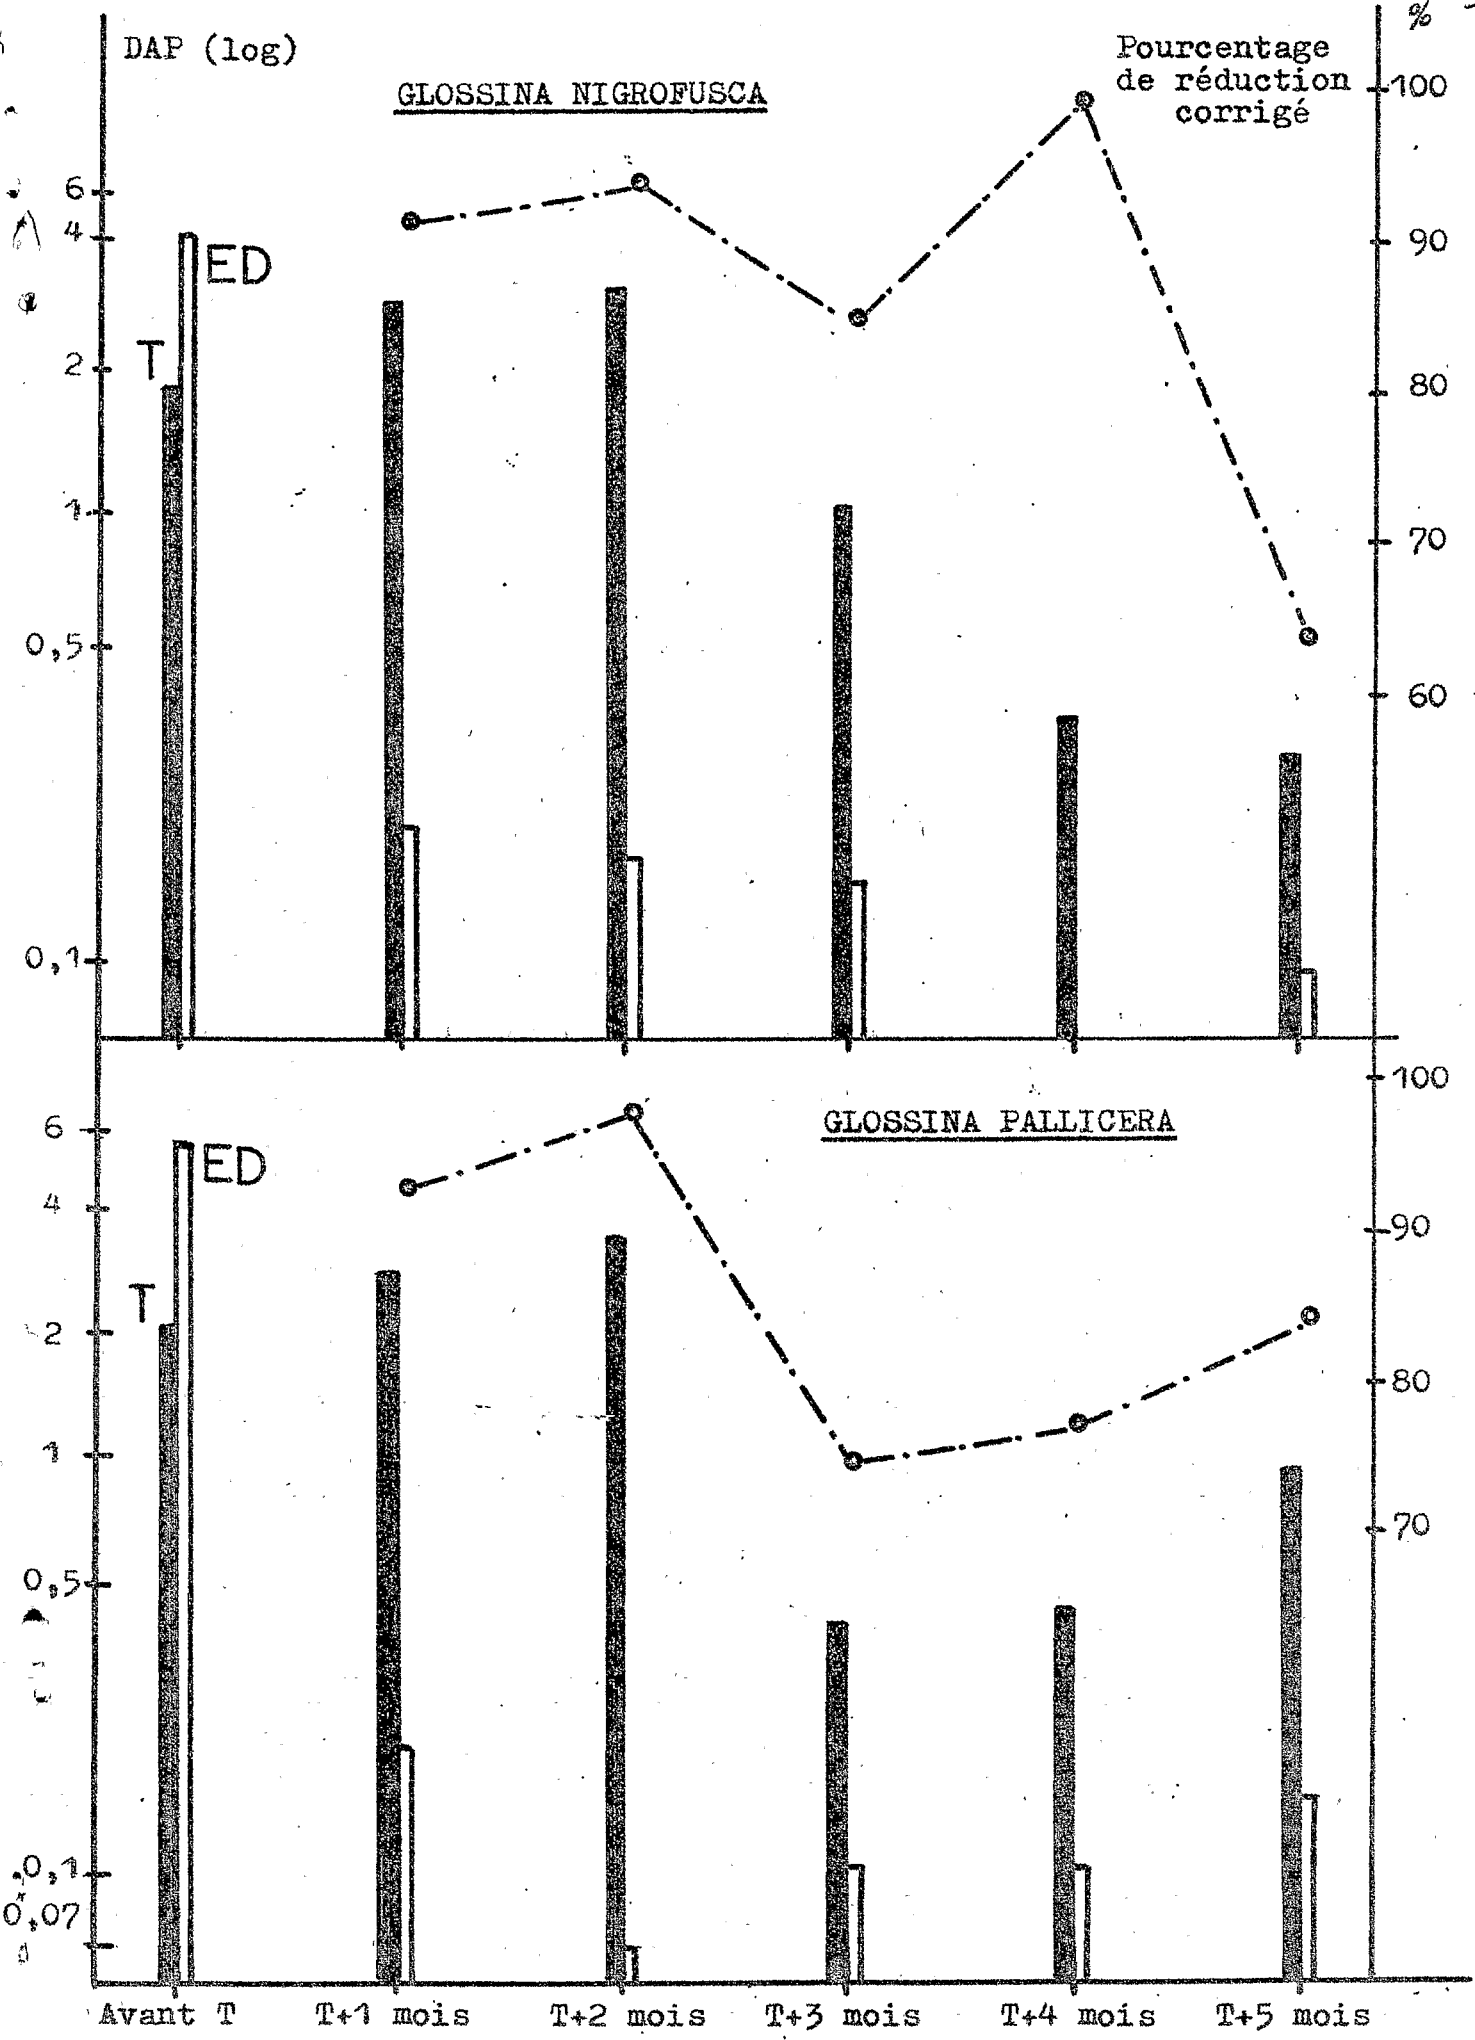 DAP (log)
GLOSSINA NIGROFUSCA
%
Pourcentage
de réduction
corrigé
100
90
80
70
60
6
4
2
1
0,5
0,1
T
ED
GLOSSINA PALLICERA
100
90
80
70
6
4
2
1
0,5
0,1
0,07
T
ED
Avant T T+1 mois T+2 mois T+3 mois T+4 mois T+5 mois